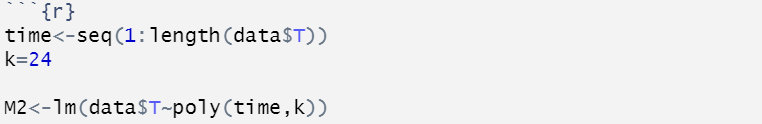 ```{r}
time<-seq(1:length(data$T))
k=24
M2<-lm(data$T~poly(time,k))